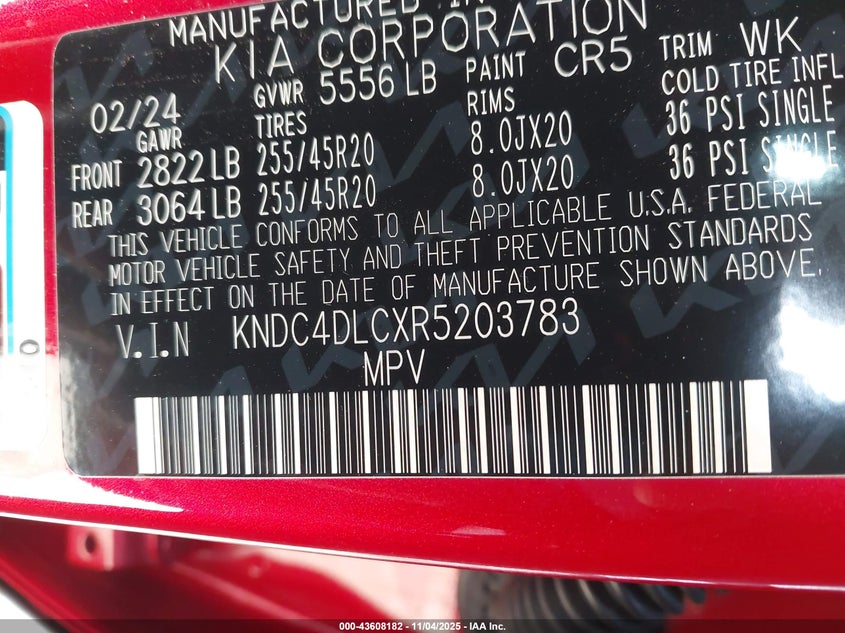 MANUFACTURED IN
KIA CORPORATION
02/24 GVWR 5556 LB PAINT CR5 TRIM WK
GAWR TIRES RIMS COLD TIRE INFL
FRONT 2822 LB 255/45R20 8.0JX20 36 PSI SINGLE
REAR 3064 LB 255/45R20 8.0JX20 36 PSI SINGLE
THIS VEHICLE CONFORMS TO ALL APPLICABLE U.S.A. FEDERAL
MOTOR VEHICLE SAFETY AND THEFT PREVENTION STANDARDS
IN EFFECT ON THE DATE OF MANUFACTURE SHOWN ABOVE.
V.I.N KNDC4DLCXR5203783
MPV
000-43608182 - 11/04/2025 - IAA Inc.